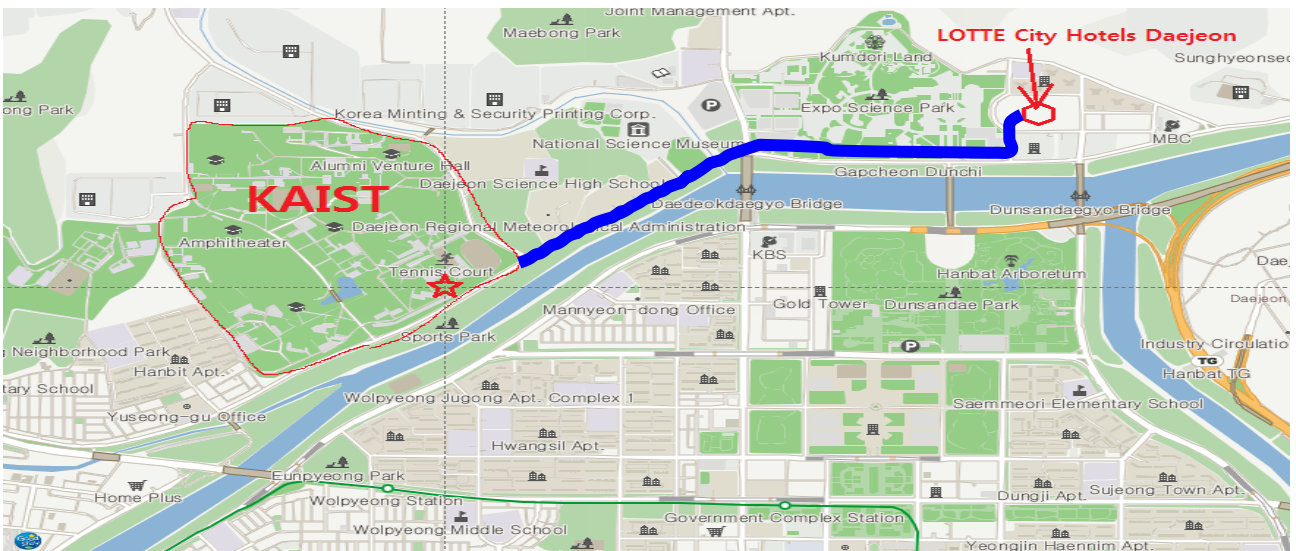 Joint Management Apt.
Maebong Park
LOTTE City Hotels Daejeon
Kumdori Land
Sunghyeonseo
ong Park
Korea Minting & Security Printing Corp.
P
Expo Science Park
National Science Museum
MBC
Alumni Venture Hall
Daejeon Science High School
Gapcheon Dunchi
KAIST
Daedeokdaegyo Bridge
Dunsandaegyo Bridge
Daejeon Regional Meteorological Administration
Amphitheater
KBS
Tennis Court
Hanbat Arboretum
Dae
Daejeon
Gold Tower
Dunsandae Park
Mannyeon-dong Office
Sports Park
P
Industry Circulatio
g Neighborhood Park
TG
Hanbat TG
Hanbit Apt.
tary School
Wolpyeong Jugong Apt. Complex 1
Saemmeori Elementary School
Yuseong-gu Office
Hwangsil Apt.
Eunpyeong Park
Home Plus
Wolpyeong Station
Dungji Apt.
Sujeong Town Apt.
Government Complex Station
Wolpyeong Middle School
Yeongjin Haennim Apt.